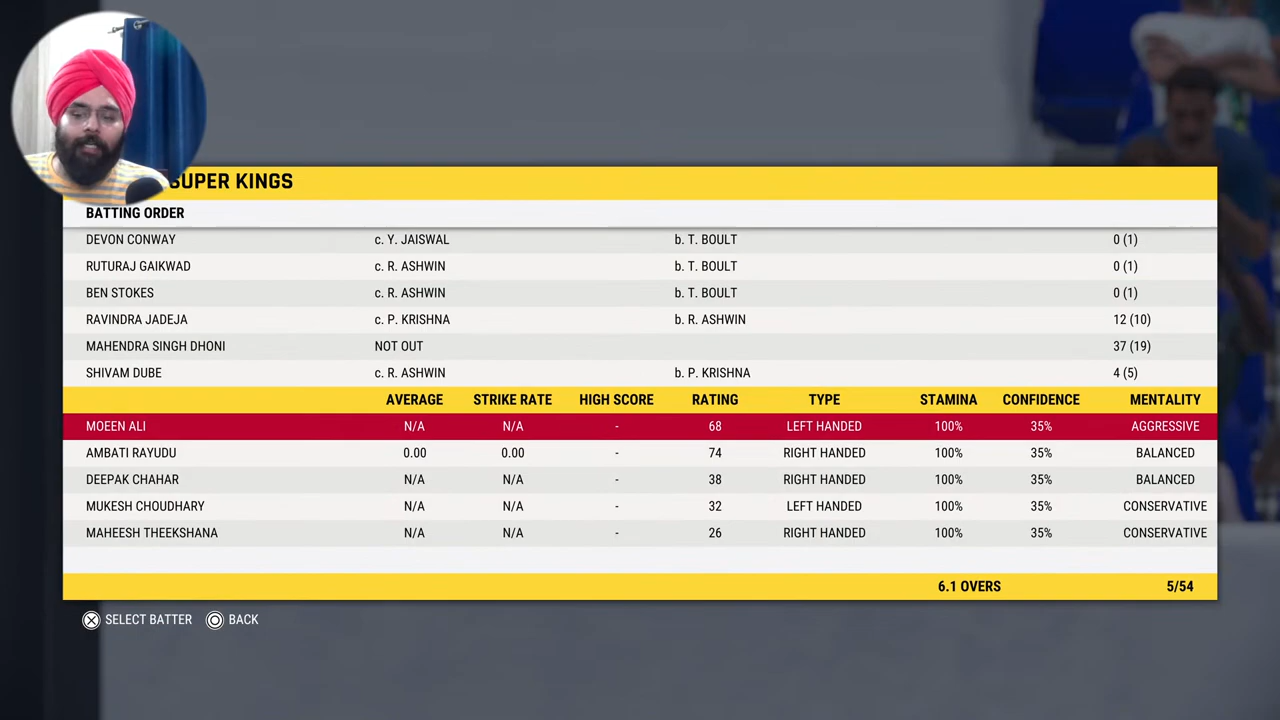 SUPER KINGS
BATTING ORDER
DEVON CONWAY c. Y. JAISWAL b. T. BOULT 0 (1)
RUTURAJ GAIKWAD c. R. ASHWIN b. T. BOULT 0 (1)
BEN STOKES c. R. ASHWIN b. T. BOULT 0 (1)
RAVINDRA JADEJA c. P. KRISHNA b. R. ASHWIN 12 (10)
MAHENDRA SINGH DHONI NOT OUT 37 (19)
SHIVAM DUBE c. R. ASHWIN b. P. KRISHNA 4 (5)
AVERAGE STRIKE RATE HIGH SCORE RATING TYPE STAMINA CONFIDENCE MENTALITY
MOEEN ALI N/A N/A - 68 LEFT HANDED 100% 35% AGGRESSIVE
AMBATI RAYUDU 0.00 0.00 - 74 RIGHT HANDED 100% 35% BALANCED
DEEPAK CHAHAR N/A N/A - 38 RIGHT HANDED 100% 35% BALANCED
MUKESH CHOUDHARY N/A N/A - 32 LEFT HANDED 100% 35% CONSERVATIVE
MAHEESH THEEKSHANA N/A N/A - 26 RIGHT HANDED 100% 35% CONSERVATIVE
6.1 OVERS 5/54
SELECT BATTER BACK